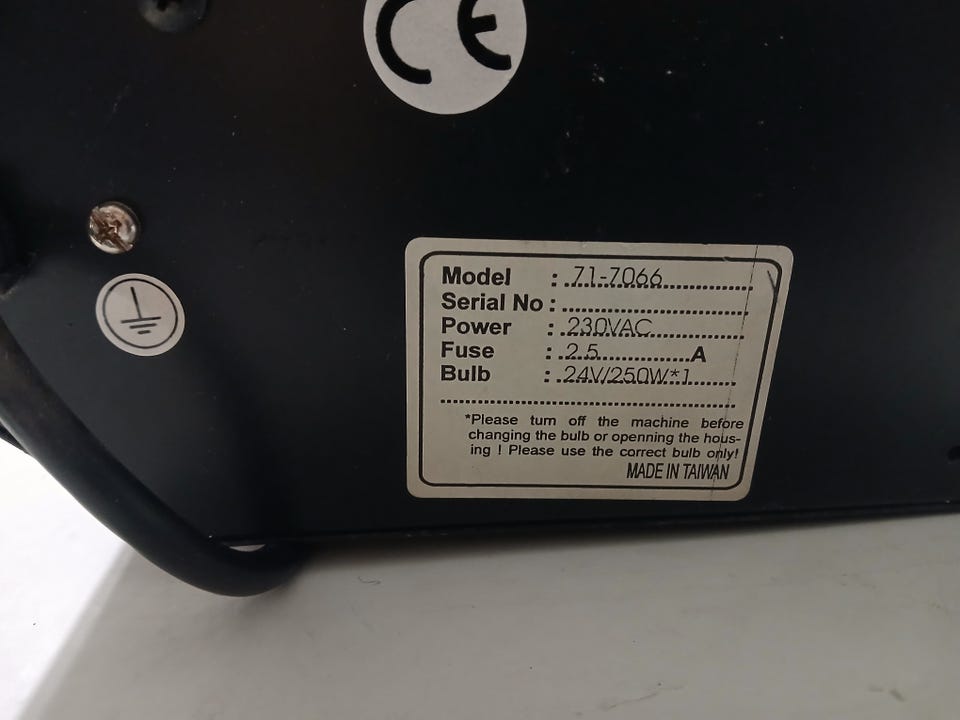 CE
Model : 71-7066
Serial No :
Power : 230VAC
Fuse : 2.5 A
Bulb : 24V/250W*1
*Please turn off the machine before
changing the bulb or openning the hous-
ing ! Please use the correct bulb only!
MADE IN TAIWAN